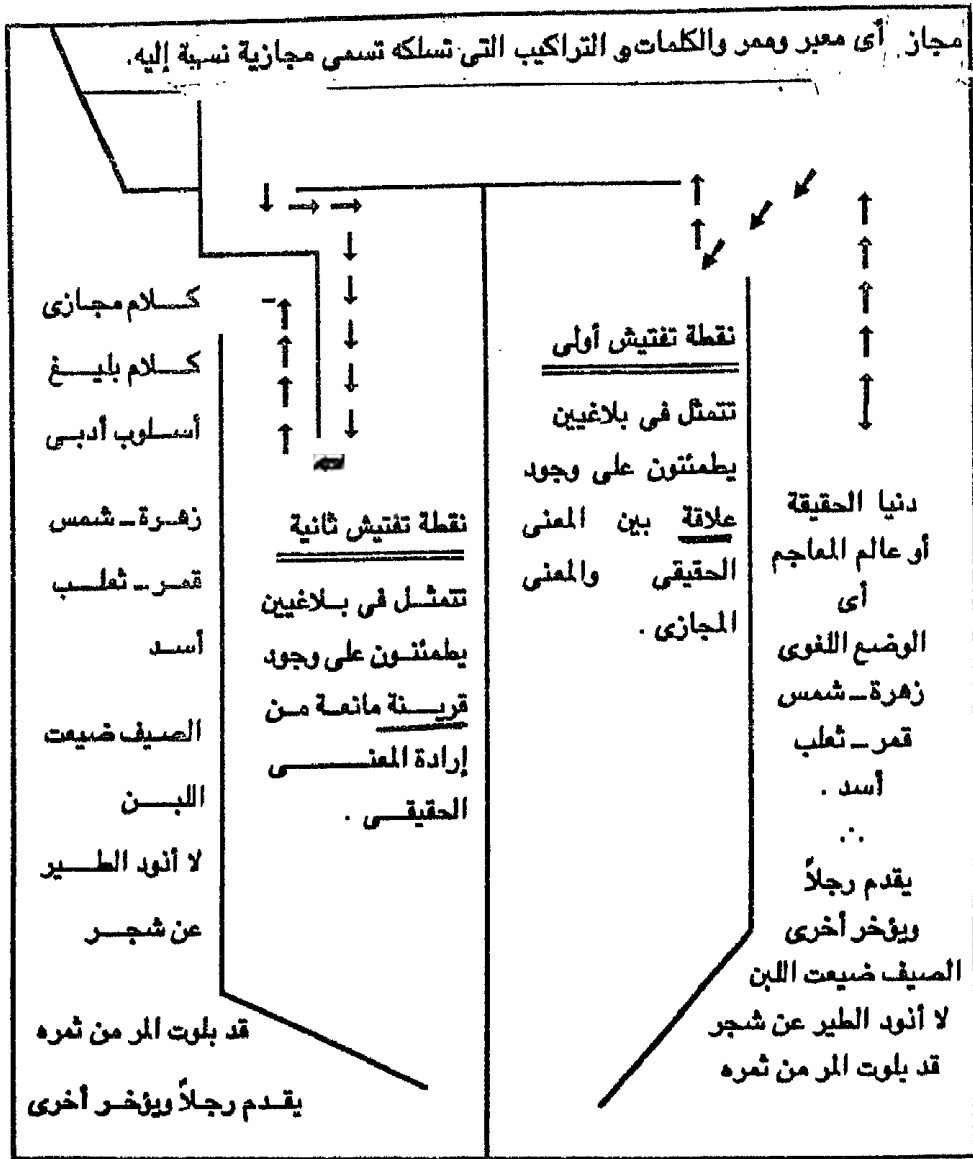 مجاز أى معبر وممر والكلمات و التراكيب التى تسلكه تسمى مجازية نسبة إليه.
دنيا الحقيقة
أو عالم المعاجم
أى
الوضع اللغوى
زهرة ـ شمس
قمر ـ ثعلب
أسد .
∴
يقدم رجلاً
ويؤخر أخرى
الصيف ضيعت اللبن
لا أنود الطير عن شجر
قد بلوت المر من ثمره
نقطة تفتيش أولى
تتمثل فى بلاغيين
يطمئنون على وجود
علاقة بين المعنى
الحقيقى والمعنى
المجازى .
نقطة تفتيش ثانية
تتمثل فى بلاغيين
يطمئنون على وجود
قرينة مانعة من
إرادة المعنى
الحقيقى .
كلام مجازى
كلام بليغ
أسلوب أدبى
زهرة ـ شمس
قمر ـ ثعلب
أسد
الصيف ضيعت
اللبن
لا أنود الطير
عن شجر
قد بلوت المر من ثمره
يقدم رجلاً ويؤخر أخرى